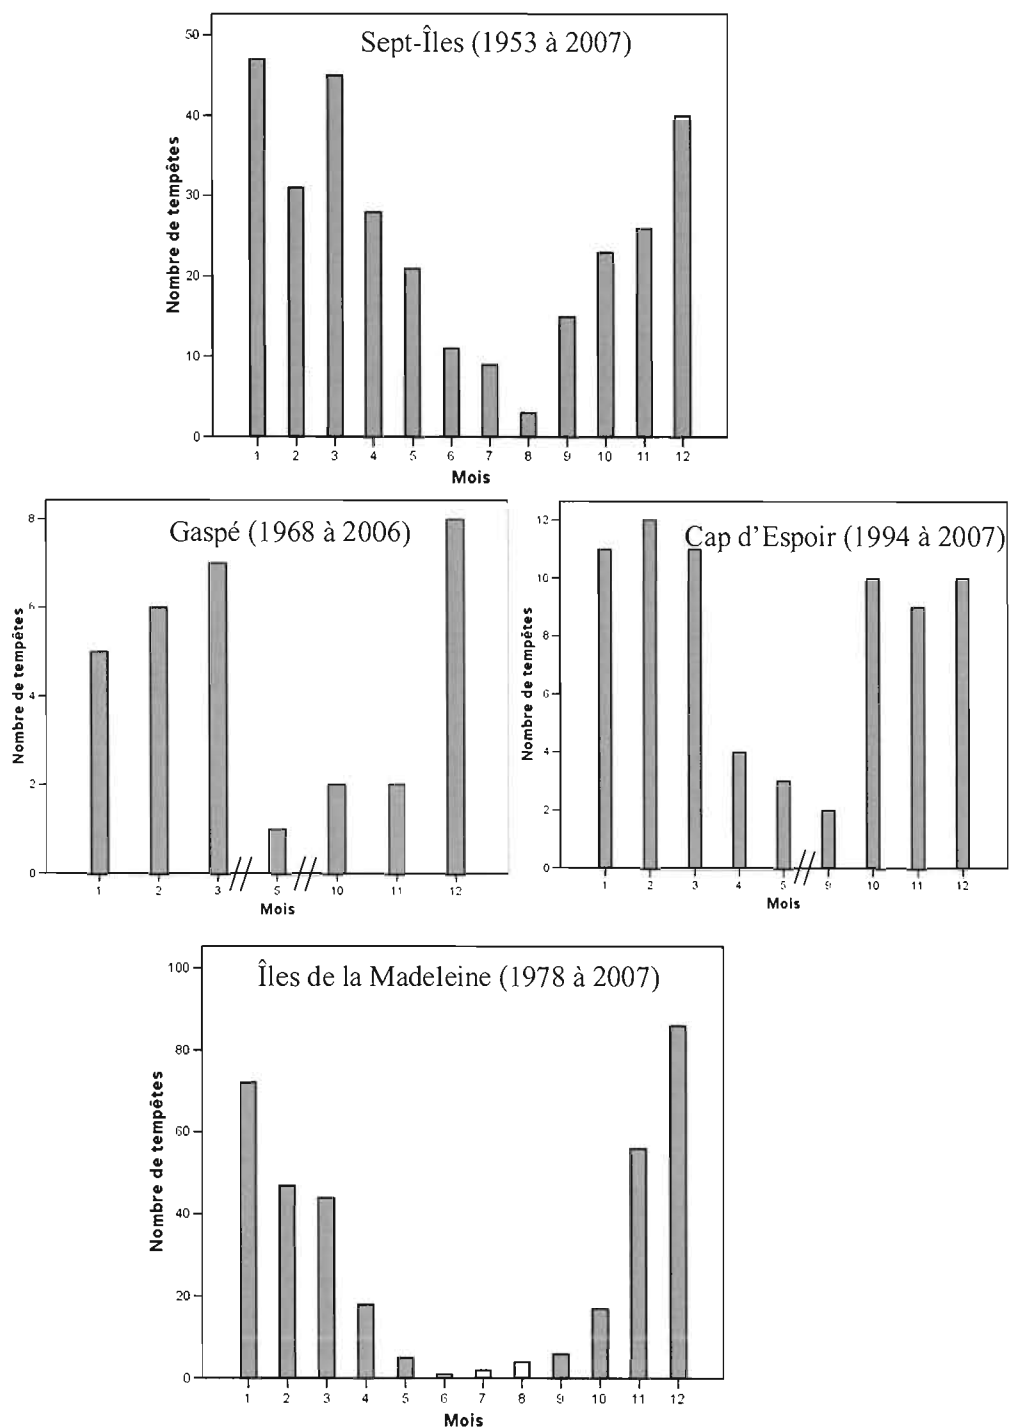 Sept-Îles (1953 à 2007)
Nombre de tempêtes
50
40
30
20
10
0
1 2 3 4 5 6 7 8 9 10 11 12
Mois
Gaspé (1968 à 2006)
Nombre de tempêtes
8
6
4
2
0
1 2 3 5 10 11 12
Mois
Cap d'Espoir (1994 à 2007)
Nombre de tempêtes
12
10
8
6
4
2
0
1 2 3 4 5 9 10 11 12
Mois
Îles de la Madeleine (1978 à 2007)
Nombre de tempêtes
100
80
60
40
20
0
1 2 3 4 5 6 7 8 9 10 11 12
Mois